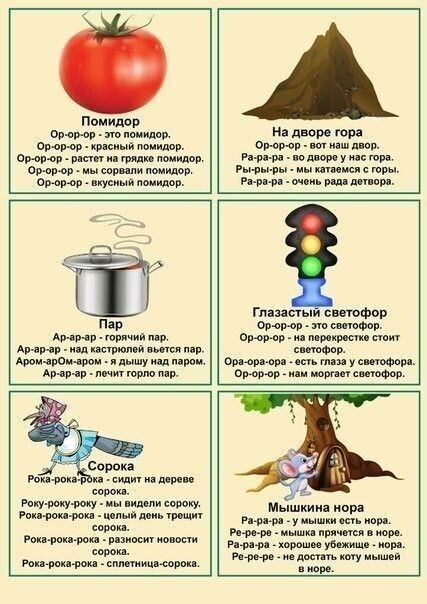 Помидор
Ор-ор-ор - это помидор.
Ор-ор-ор - красный помидор.
Ор-ор-ор - растет на грядке помидор.
Ор-ор-ор - мы сорвали помидор.
Ор-ор-ор - вкусный помидор.
На дворе гора
Ор-ор-ор - вот наш двор.
Ра-ра-ра - во дворе у нас гора.
Ры-ры-ры - мы катаемся с горы.
Ра-ра-ра - очень рада детвора.
Пар
Ар-ар-ар - горячий пар.
Ар-ар-ар - над кастрюлей вьется пар.
Аром-арОм-аром - я дышу над паром.
Ар-ар-ар - лечит горло пар.
Глазастый светофор
Ор-ор-ор - это светофор.
Ор-ор-ор - на перекрестке стоит
светофор.
Ора-ора-ора - есть глаза у светофора.
Ор-ор-ор - нам моргает светофор.
Сорока
Рока-рока-рока - сидит на дереве
сорока.
Року-року-року - мы видели сороку.
Рока-рока-рока - целый день трещит
сорока.
Рока-рока-рока - разносит новости
сорока.
Рока-рока-рока - сплетница-сорока.
Мышкина нора
Ра-ра-ра - у мышки есть нора.
Ре-ре-ре - мышка прячется в норе.
Ра-ра-ра - хорошее убежище - нора.
Ре-ре-ре - не достать коту мышей
в норе.